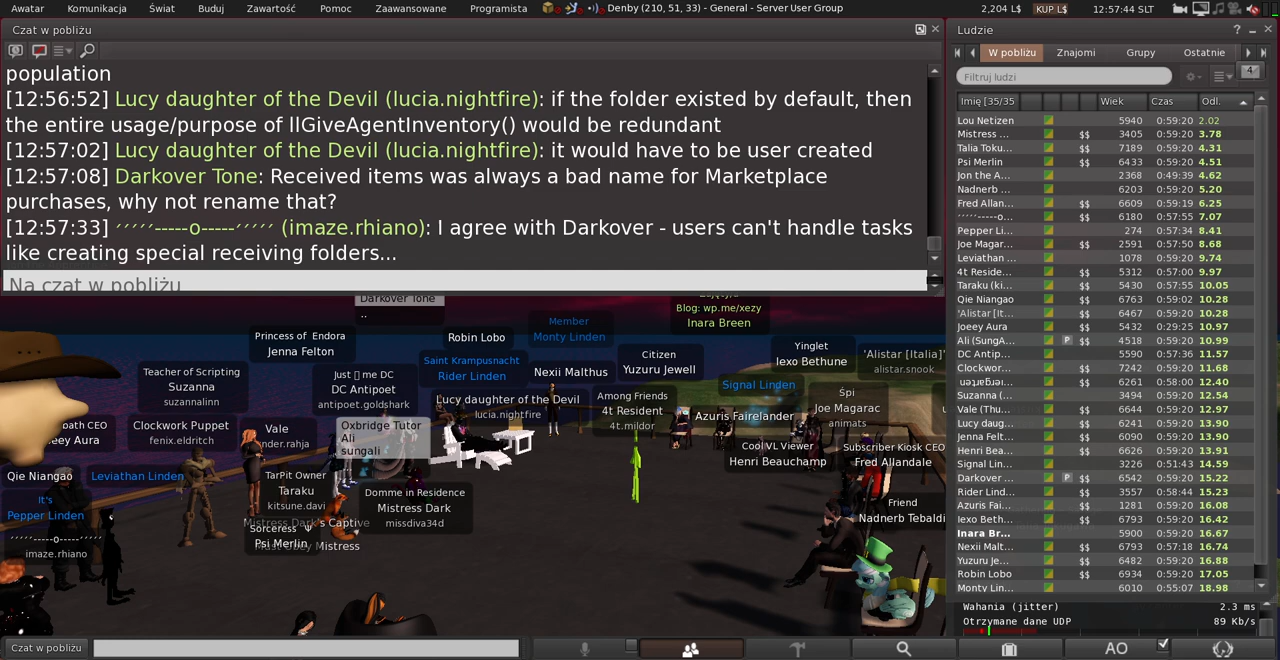 Awatar Komunikacja Świat Buduj Zawartość Pomoc Zaawansowane Programista Denby (210, 51, 33) - General - Server User Group 2,204 L$ KUP L$ 12:57:44 SLT
Czat w pobliżu
population
[12:56:52] Lucy daughter of the Devil (lucia.nightfire): if the folder existed by default, then
the entire usage/purpose of llGiveAgentInventory() would be redundant
[12:57:02] Lucy daughter of the Devil (lucia.nightfire): it would have to be user created
[12:57:08] Darkover Tone: Received items was always a bad name for Marketplace
purchases, why not rename that?
[12:57:33] ˊˊˊˊˊ-----o-----ˊˊˊˊˊ (imaze.rhiano): I agree with Darkover - users can't handle tasks
like creating special receiving folders...
Na czat w pobliżu
Darkover Tone
..
Blog: wp.me/xezy
Inara Breen
Member
Monty Linden
Princess of Endora
Jenna Felton
Robin Lobo
Yinglet
Iexo Bethune
'Alistar [Italia]'
alistar.snook
Saint Krampusnacht
Rider Linden
Citizen
Yuzuru Jewell
Teacher of Scripting
Suzanna
suzannalinn
Just me DC
DC Antipoet
antipoet.goldshark
Nexii Malthus
Signal Linden
Lucy daughter of the Devil
lucia.nightfire
Among Friends
4t Resident
4t.mildor
Śpi
Joe Magarac
animats
Azuris Fairelander
Clockwork Puppet
fenix.eldritch
Vale
Oxbridge Tutor
Ali
sungali
Cool VL Viewer
Henri Beauchamp
Subscriber Kiosk CEO
Fred Allandale
Qie Niangao
Leviathan Linden
TarPit Owner
Taraku
kitsune.davi
Domme in Residence
Mistress Dark
missdiva34d
It's
Pepper Linden
Friend
Nadnerb Tebaldi
Mistress Dark's Captive
Sorceress Ψ
Psi Merlin
Mistress
ˊˊˊˊˊ-----o-----ˊˊˊˊˊ
imaze.rhiano
Ludzie
? _ ×
W pobliżu Znajomi Grupy Ostatnie
Filtruj ludzi 4
Imię [35/35 Wiek Czas Odl.
Lou Netizen 5940 0:59:20 2.02
Mistress ... $$ 3405 0:59:20 3.78
Talia Toku... $$ 7189 0:59:20 4.31
Psi Merlin $$ 6433 0:59:20 4.51
Jon the A... 2368 0:49:39 4.62
Nadnerb ... 6203 0:59:20 5.20
Fred Allan... $$ 6609 0:59:19 6.25
ˊˊˊˊˊ-----o... $$ 6180 0:57:55 7.07
Pepper Li... 274 0:57:34 8.41
Joe Magar... $$ 2591 0:57:50 8.68
Leviathan ... 1078 0:59:20 9.74
4t Reside... $$ 5312 0:57:00 9.97
Taraku (ki... $$ 5430 0:57:55 10.05
Qie Niangao $$ 6763 0:59:02 10.28
'Alistar [It... $$ 6467 0:59:20 10.28
Joeey Aura $$ 5432 0:29:25 10.97
Ali (SungA... P $$ 4518 0:59:20 10.99
DC Antip... 5590 0:57:36 11.57
Clockwor... $$ 7242 0:59:20 11.68
$$ 6261 0:58:00 12.40
Suzanna (... $$ 3494 0:59:20 12.54
Vale (Thu... $$ 6644 0:59:20 12.97
Lucy daug... $$ 6241 0:59:20 13.90
Jenna Felt... $$ 6090 0:59:20 13.90
Henri Bea... $$ 6626 0:59:20 13.91
Signal Lin... 3226 0:51:43 14.59
Darkover ... P $$ 6542 0:59:20 15.22
Rider Lind... $$ 3557 0:58:44 15.23
Azuris Fai... $$ 1281 0:59:20 16.08
Iexo Beth... $$ 6793 0:59:20 16.42
Inara Br... 5900 0:59:20 16.67
Nexii Malt... $$ 6793 0:57:18 16.74
Yuzuru Je... $$ 6482 0:59:20 16.88
Robin Lobo $$ 6934 0:59:20 17.05
Monty Lin... 6010 0:55:07 18.98
Wahania (jitter) 2.3 ms
Otrzymane dane UDP 89 Kb/s
Czat w pobliżu AO